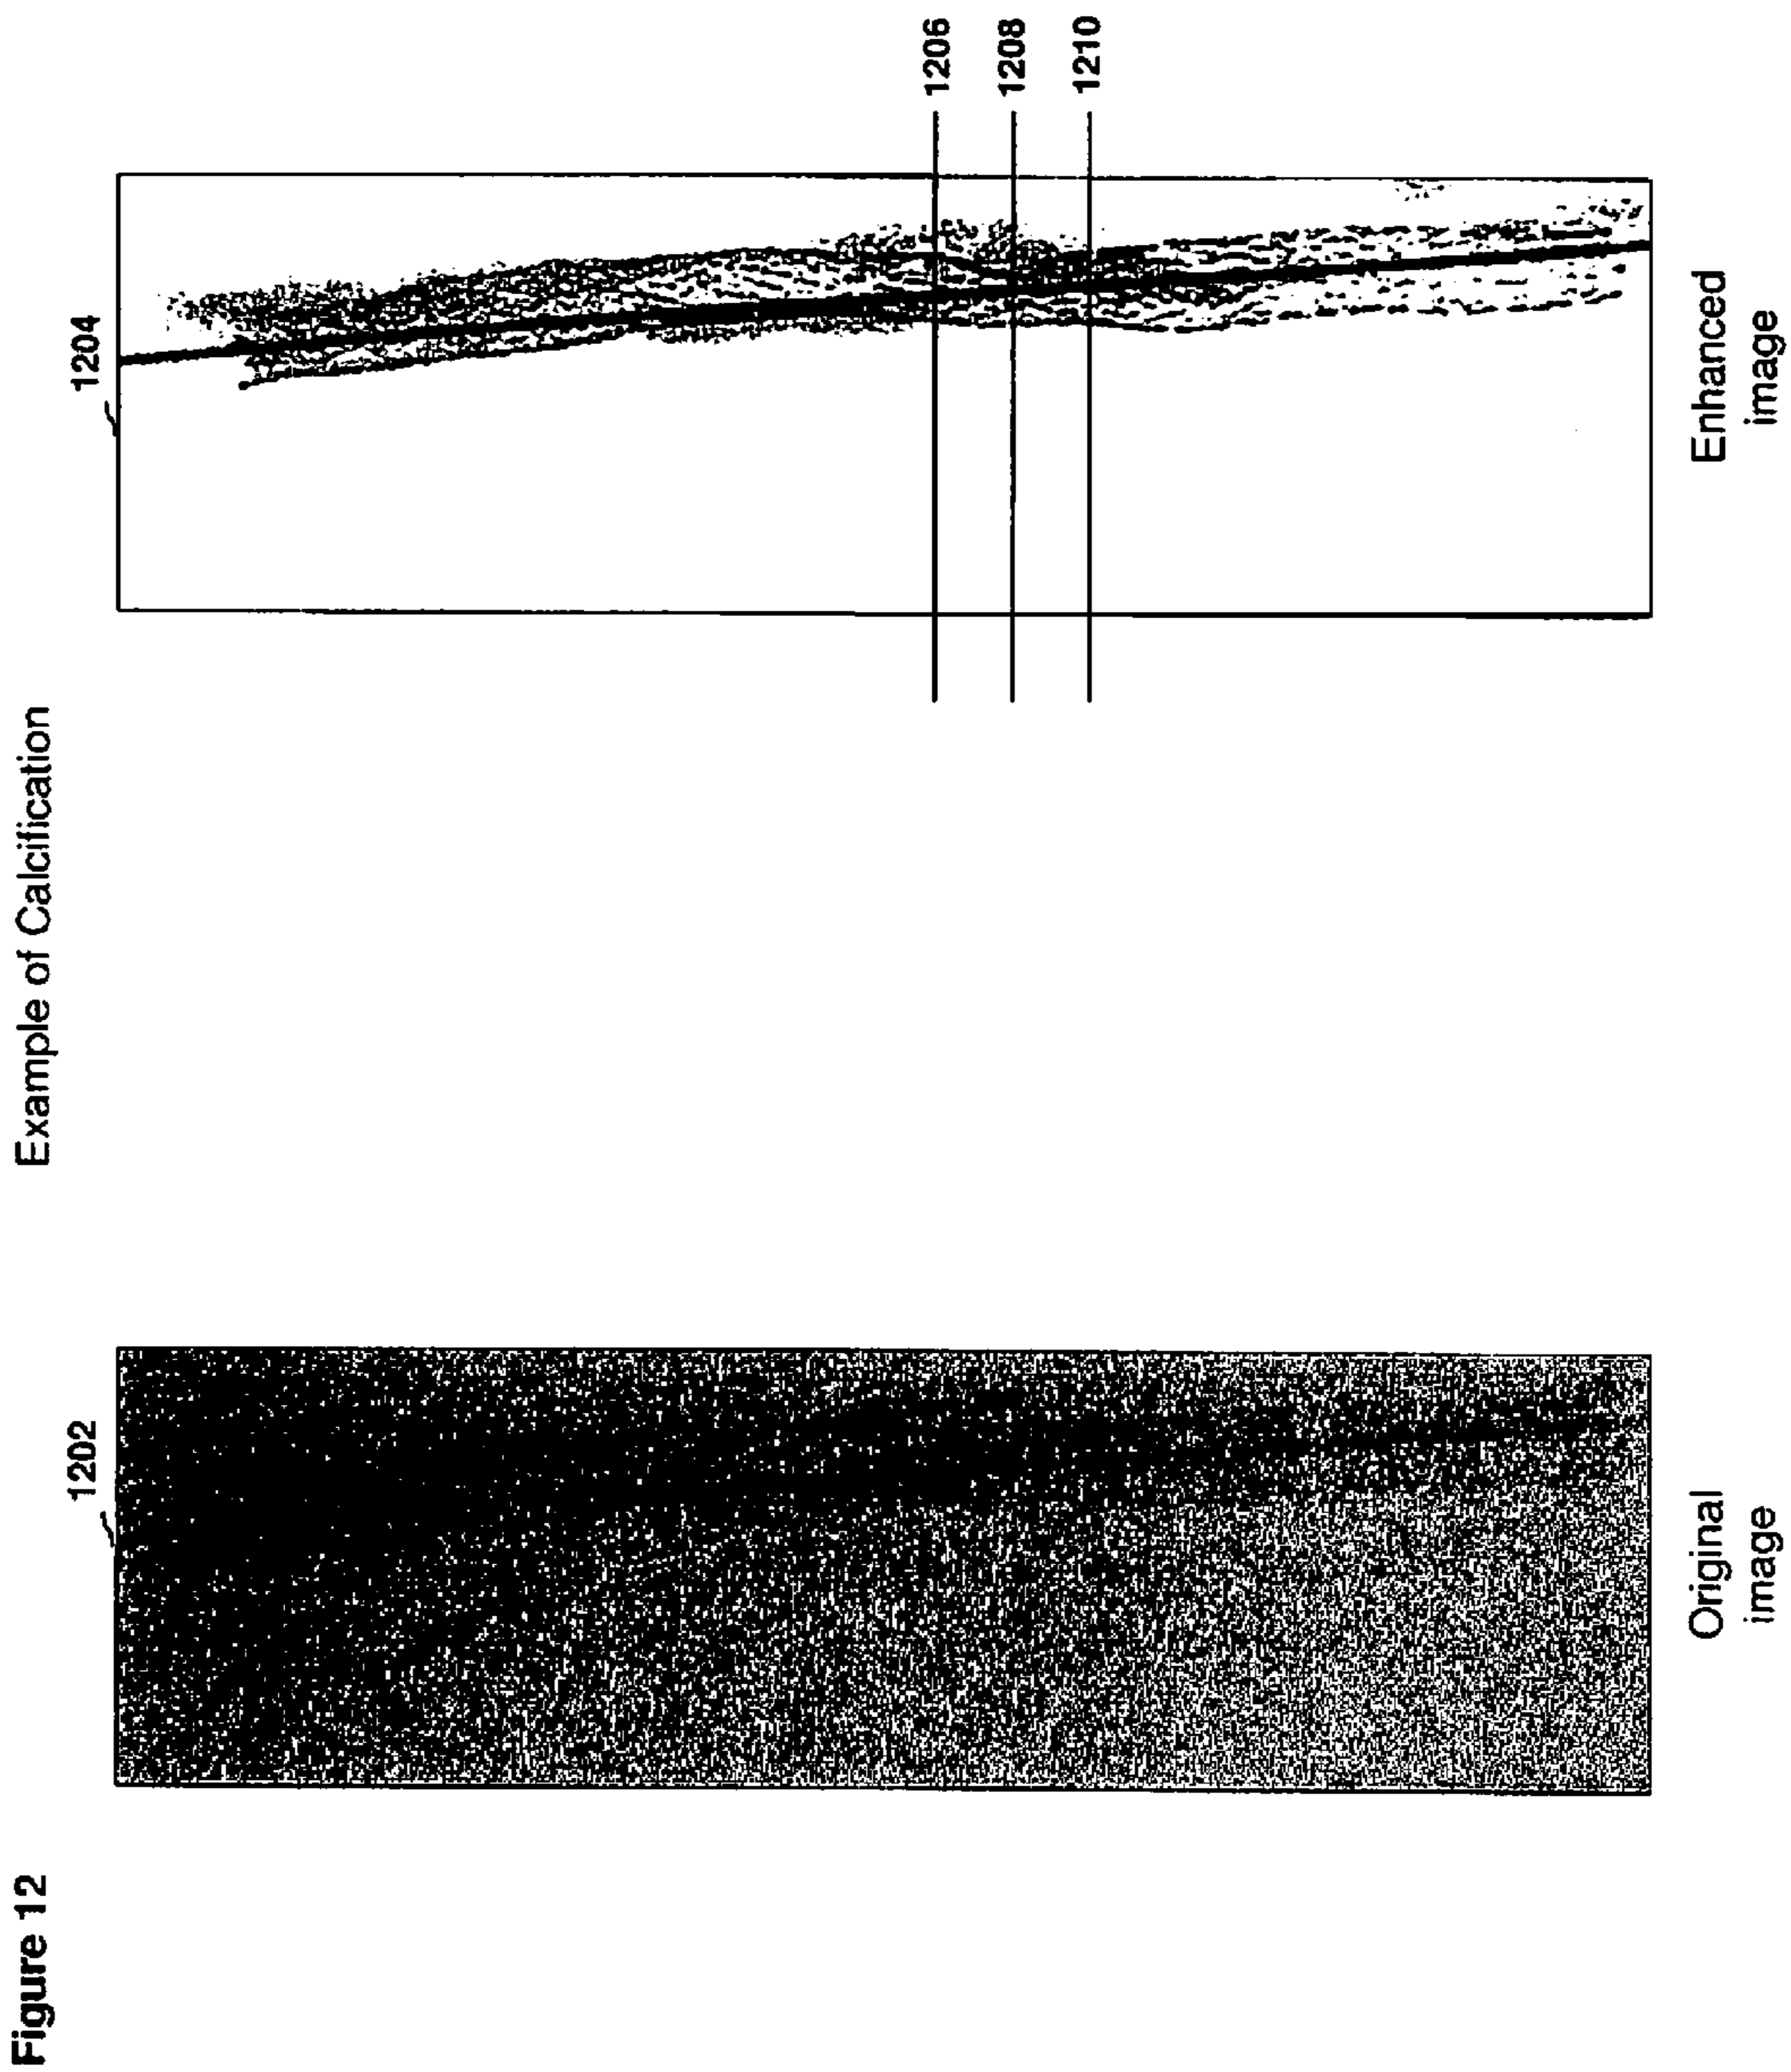 Figure 12
Example of Calcification
1202
1204
1206
1208
1210
Original
image
Enhanced
image